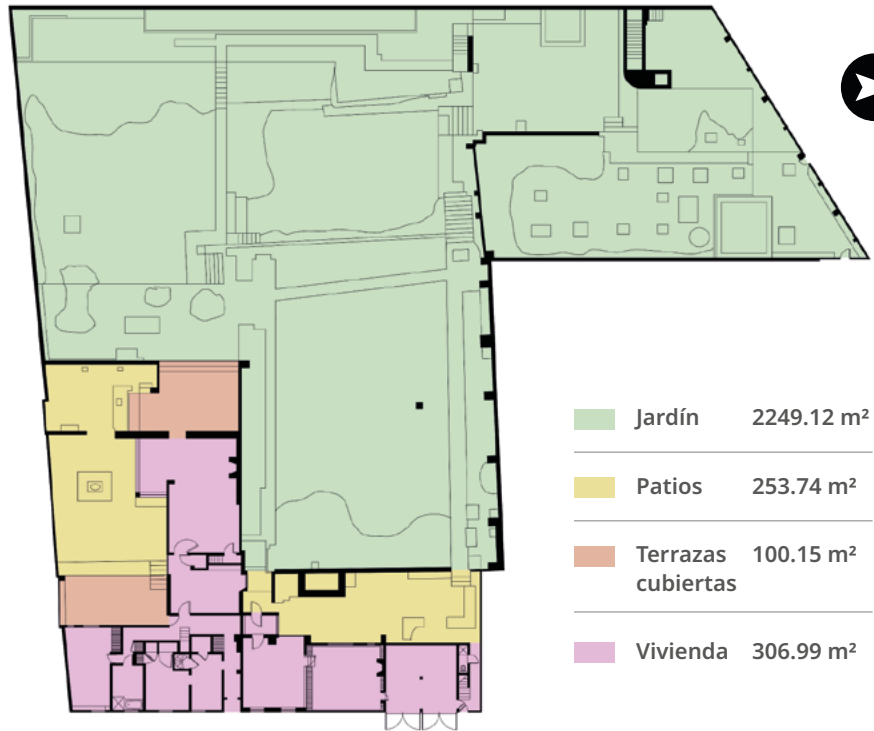 Jardín 2249.12 m²
Patios 253.74 m²
Terrazas 100.15 m²
cubiertas
Vivienda 306.99 m²